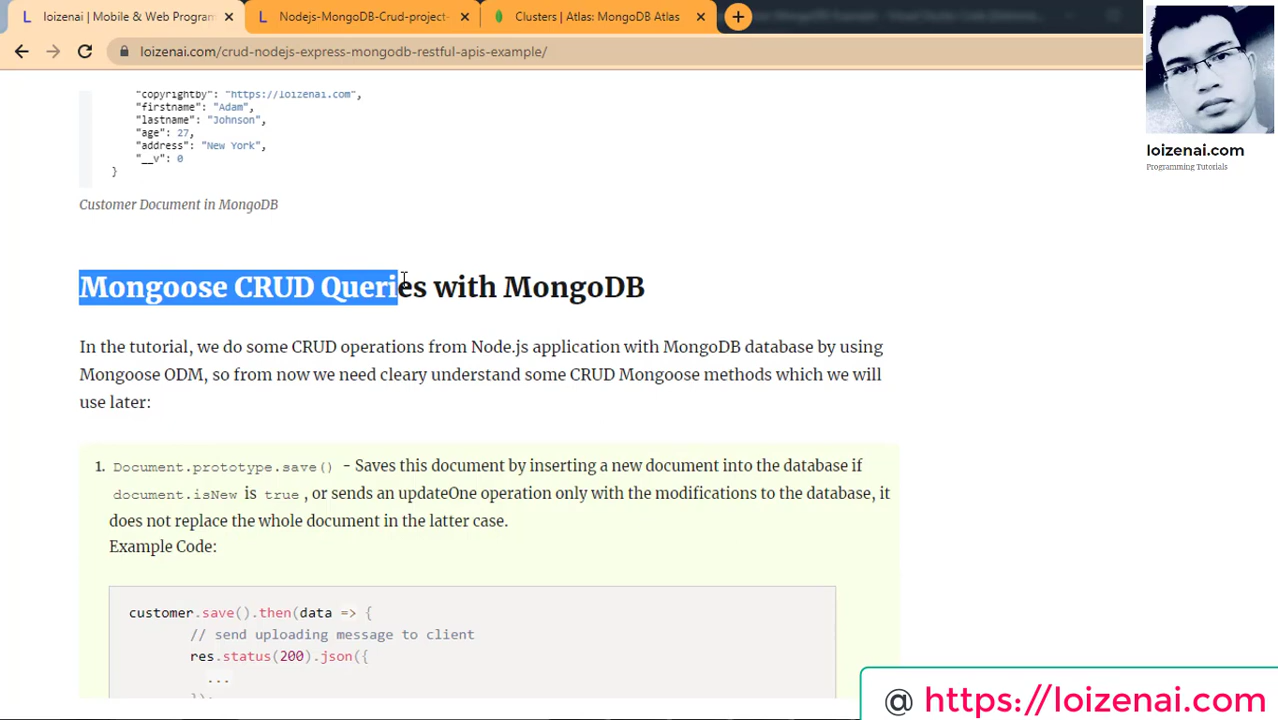 loizenai | Mobile & Web Program
Nodejs-MongoDB-Crud-project-
Clusters | Atlas: MongoDB Atlas
loizenai.com/crud-nodejs-express-mongodb-restful-apis-example/
loizenai.com
Programming Tutorials
"copyrightby": "https://loizenai.com",
"firstname": "Adam",
"lastname": "Johnson",
"age": 27,
"address": "New York",
"__v": 0
}
Customer Document in MongoDB
Mongoose CRUD Queries with MongoDB
In the tutorial, we do some CRUD operations from Node.js application with MongoDB database by using
Mongoose ODM, so from now we need cleary understand some CRUD Mongoose methods which we will
use later:
1. Document.prototype.save() - Saves this document by inserting a new document into the database if
document.isNew is true , or sends an updateOne operation only with the modifications to the database, it
does not replace the whole document in the latter case.
Example Code:
customer.save().then(data => {
// send uploading message to client
res.status(200).json({
...
});
@ https://loizenai.com